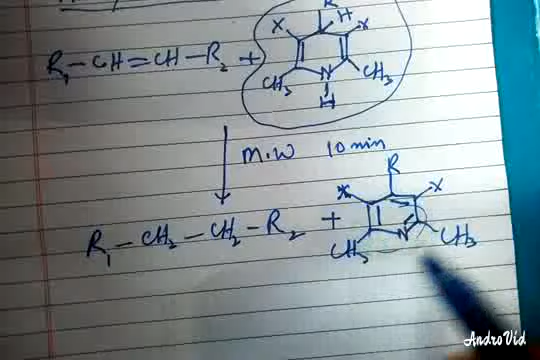 R
X H X
R₁-CH=CH-R₂ +
CH₃ N CH₃
H
M.W 10 min
R
X X
R₁-CH₂-CH₂-R₂ +
CH₃ N CH₃
AndroVid